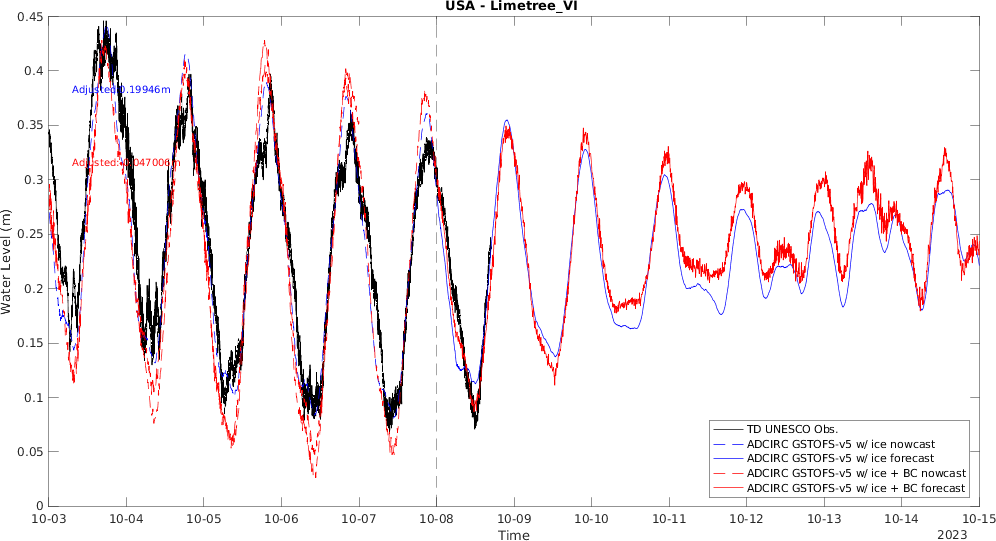 USA - Limetree_VI
0.45
0.4
0.35
0.3
0.25
0.2
0.15
0.1
0.05
0
Water Level (m)
Adjusted:0.19946m
10-03
10-04
10-05
10-06
10-07
10-08
10-09
10-10
10-11
10-12
10-13
10-14
10-15
Time
2023
TD UNESCO Obs.
ADCIRC GSTOFS-v5 w/ ice nowcast
ADCIRC GSTOFS-v5 w/ ice forecast
ADCIRC GSTOFS-v5 w/ ice + BC nowcast
ADCIRC GSTOFS-v5 w/ ice + BC forecast